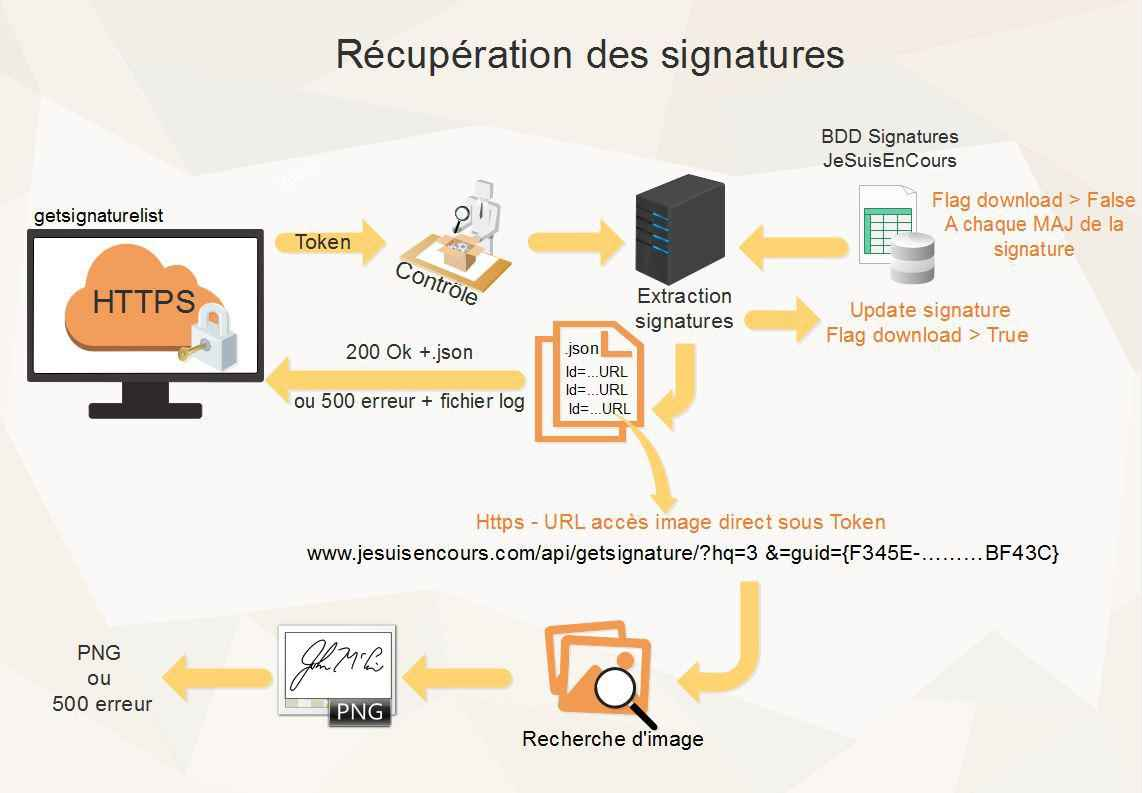 Récupération des signatures
BDD Signatures
JeSuisEnCours
Flag download > False
A chaque MAJ de la
signature
getsignaturelist
HTTPS
Token
Contrôle
Extraction
signatures
Update signature
Flag download > True
200 Ok +.json
ou 500 erreur + fichier log
.json
Id=...URL
Id=...URL
Id=...URL
Https - URL accès image direct sous Token
www.jesuisencours.com/api/getsignature/?hq=3 &=guid={F345E-………BF43C}
Recherche d'image
PNG
PNG
ou
500 erreur